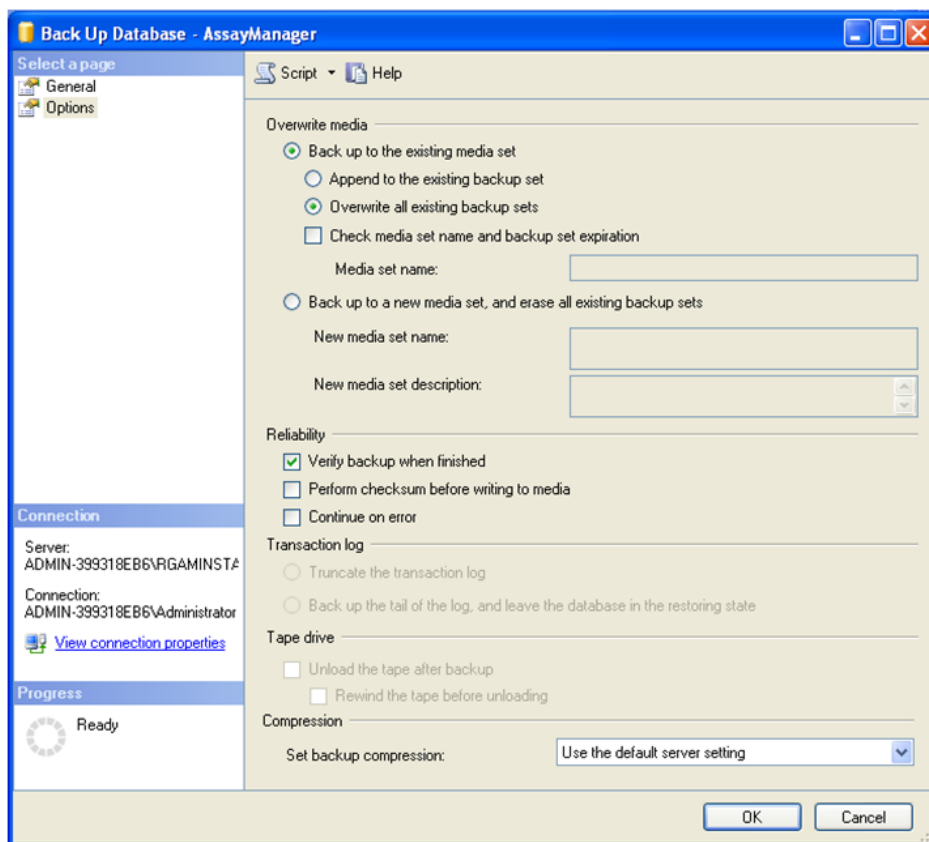 Back Up Database - AssayManager
Select a page
General
Options
Script
Help
Overwrite media
Back up to the existing media set
Append to the existing backup set
Overwrite all existing backup sets
Check media set name and backup set expiration
Media set name:
Back up to a new media set, and erase all existing backup sets
New media set name:
New media set description:
Reliability
Verify backup when finished
Perform checksum before writing to media
Continue on error
Transaction log
Truncate the transaction log
Back up the tail of the log, and leave the database in the restoring state
Tape drive
Unload the tape after backup
Rewind the tape before unloading
Compression
Set backup compression:
Use the default server setting
Connection
Server:
ADMIN-399318EB6\RGAMINSTA
Connection:
ADMIN-399318EB6\Administrator
View connection properties
Progress
Ready
OK
Cancel